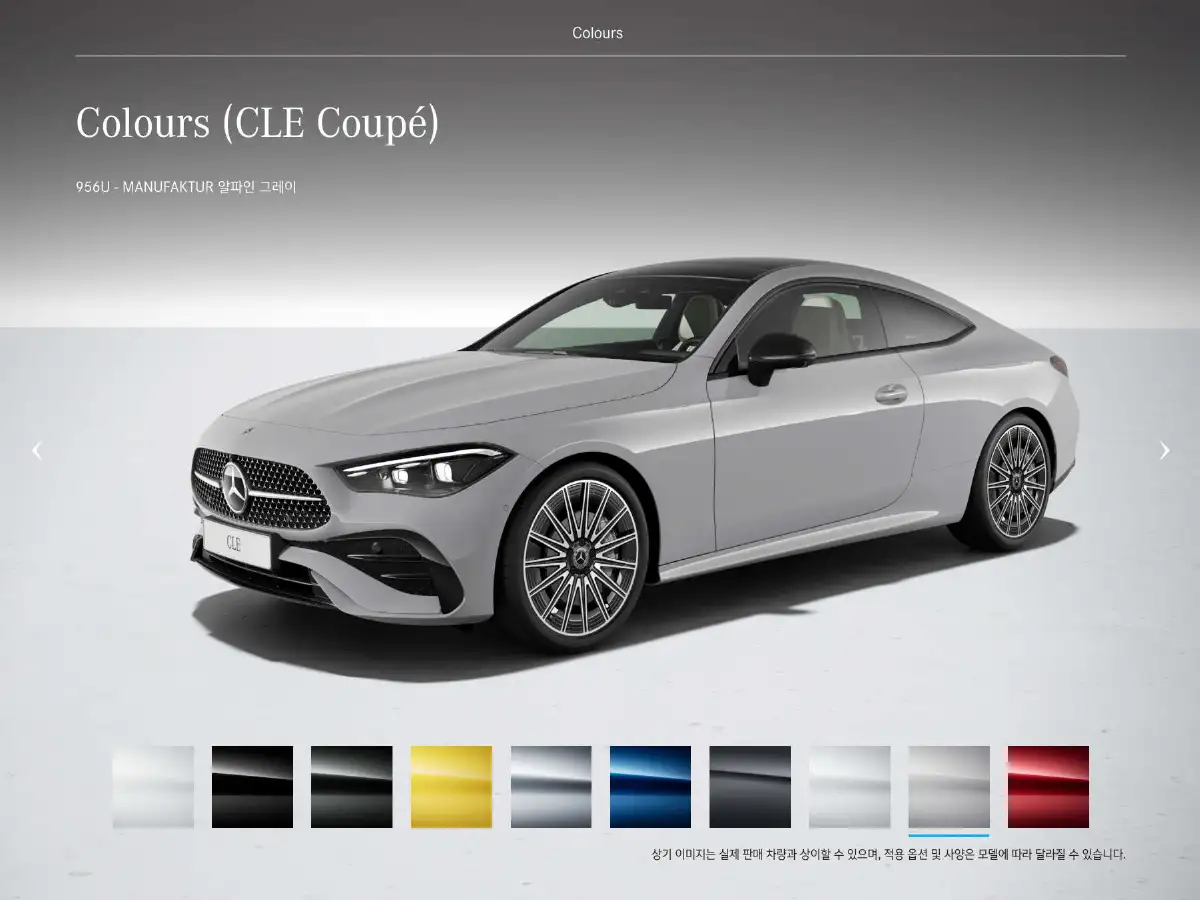 Colours
Colours (CLE Coupé)
956U - MANUFAKTUR 알파인 그레이
CLE
상기 이미지는 실제 판매 차량과 상이할 수 있으며, 적용 옵션 및 사양은 모델에 따라 달라질 수 있습니다.